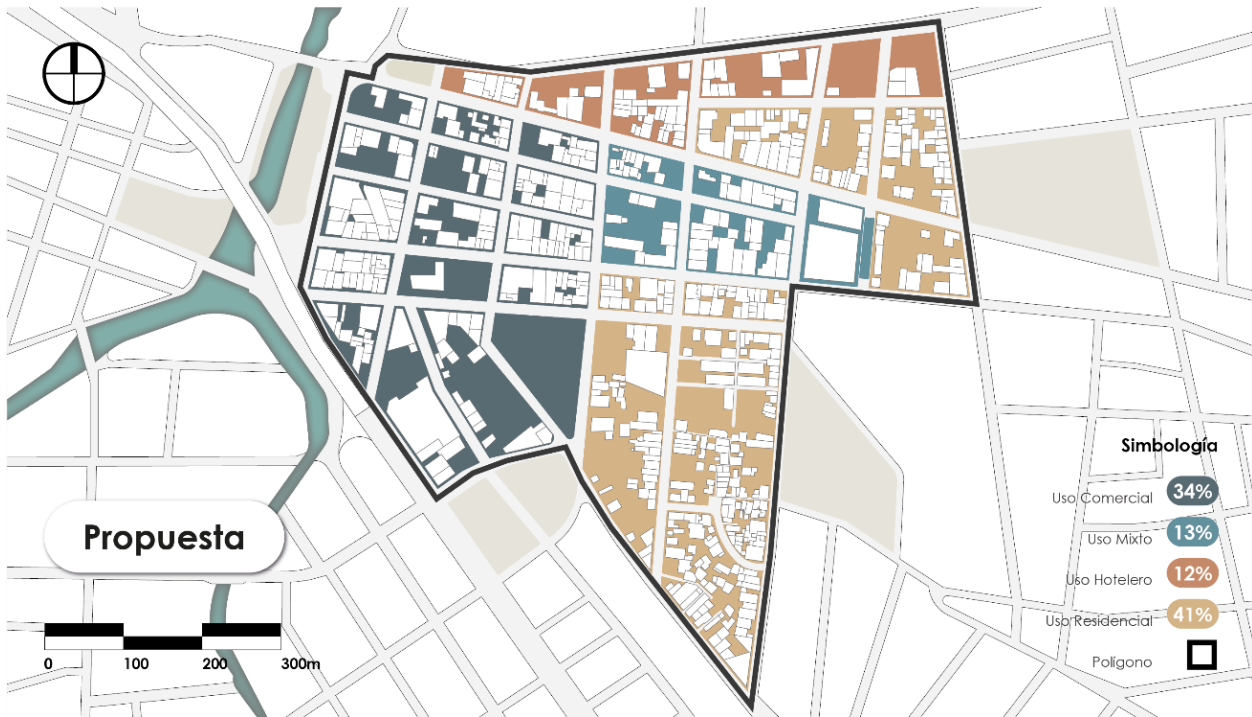 Propuesta
0 100 200 300m
Simbología
Uso Comercial 34%
Uso Mixto 13%
Uso Hotelero 12%
Uso Residencial 41%
Polígono